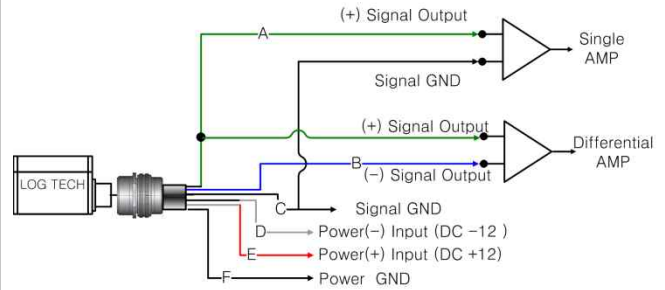 (+) Signal Output
A
Single
AMP
Signal GND
(+) Signal Output
Differential
AMP
B
(-) Signal Output
LOG TECH
C
Signal GND
D
Power(-) Input (DC -12 )
E
Power(+) Input (DC +12)
F
Power GND